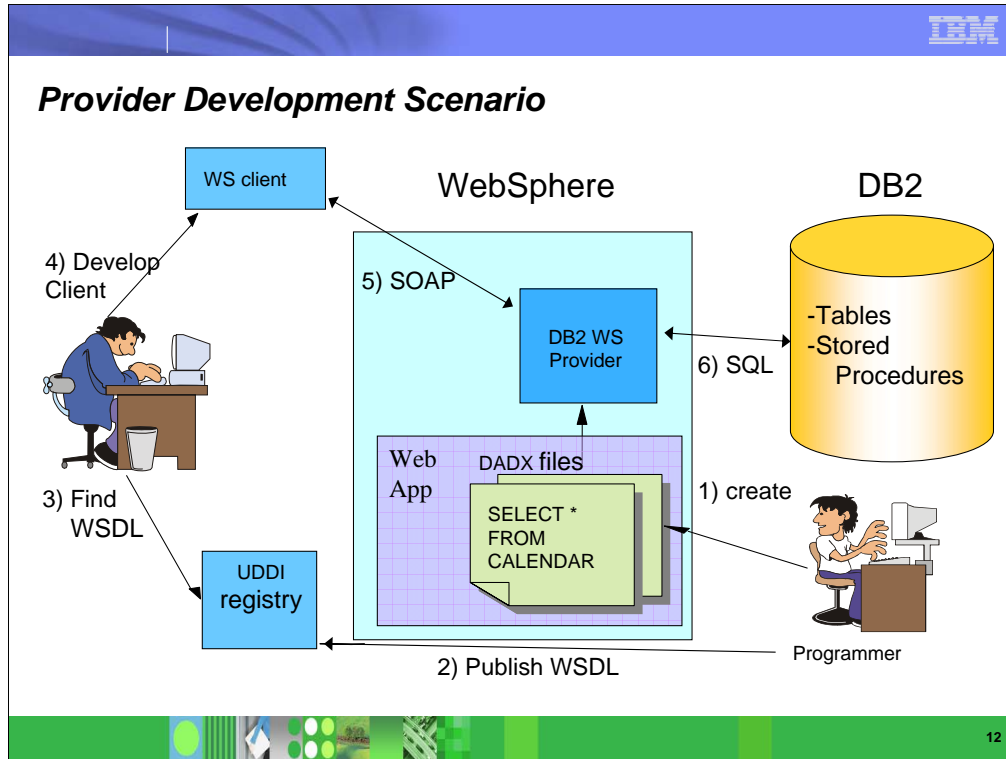 IBM
Provider Development Scenario
WS client
WebSphere
DB2
4) Develop
Client
5) SOAP
DB2 WS
Provider
6) SQL
-Tables
-Stored
Procedures
Web
App
DADX files
SELECT *
FROM
CALENDAR
1) create
3) Find
WSDL
UDDI
registry
2) Publish WSDL
Programmer
12